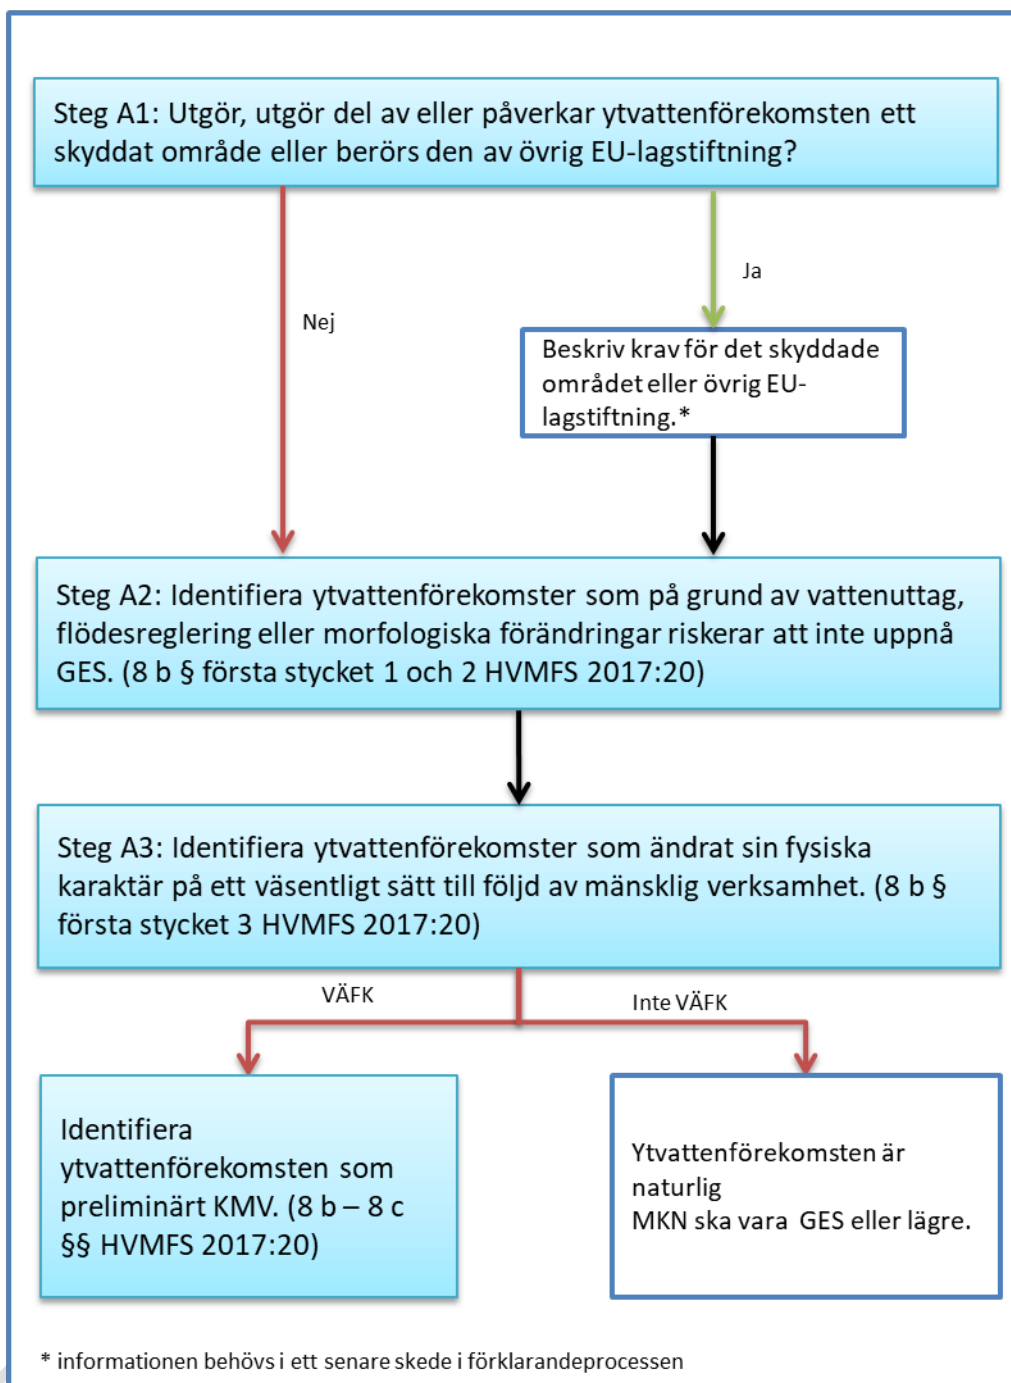 Steg A1: Utgör, utgör del av eller påverkar ytvattenförekomsten ett
skyddat område eller berörs den av övrig EU-lagstiftning?
Ja
Nej
Beskriv krav för det skyddade
området eller övrig EU-
lagstiftning.*
Steg A2: Identifiera ytvattenförekomster som på grund av vattenuttag,
flödesreglering eller morfologiska förändringar riskerar att inte uppnå
GES. (8 b § första stycket 1 och 2 HVMFS 2017:20)
Steg A3: Identifiera ytvattenförekomster som ändrat sin fysiska
karaktär på ett väsentligt sätt till följd av mänsklig verksamhet. (8 b §
första stycket 3 HVMFS 2017:20)
VÄFK
Inte VÄFK
Identifiera
ytvattenförekomsten som
preliminärt KMV. (8 b – 8 c
§§ HVMFS 2017:20)
Ytvattenförekomsten är
naturlig
MKN ska vara GES eller lägre.
* informationen behövs i ett senare skede i förklarandeprocessen